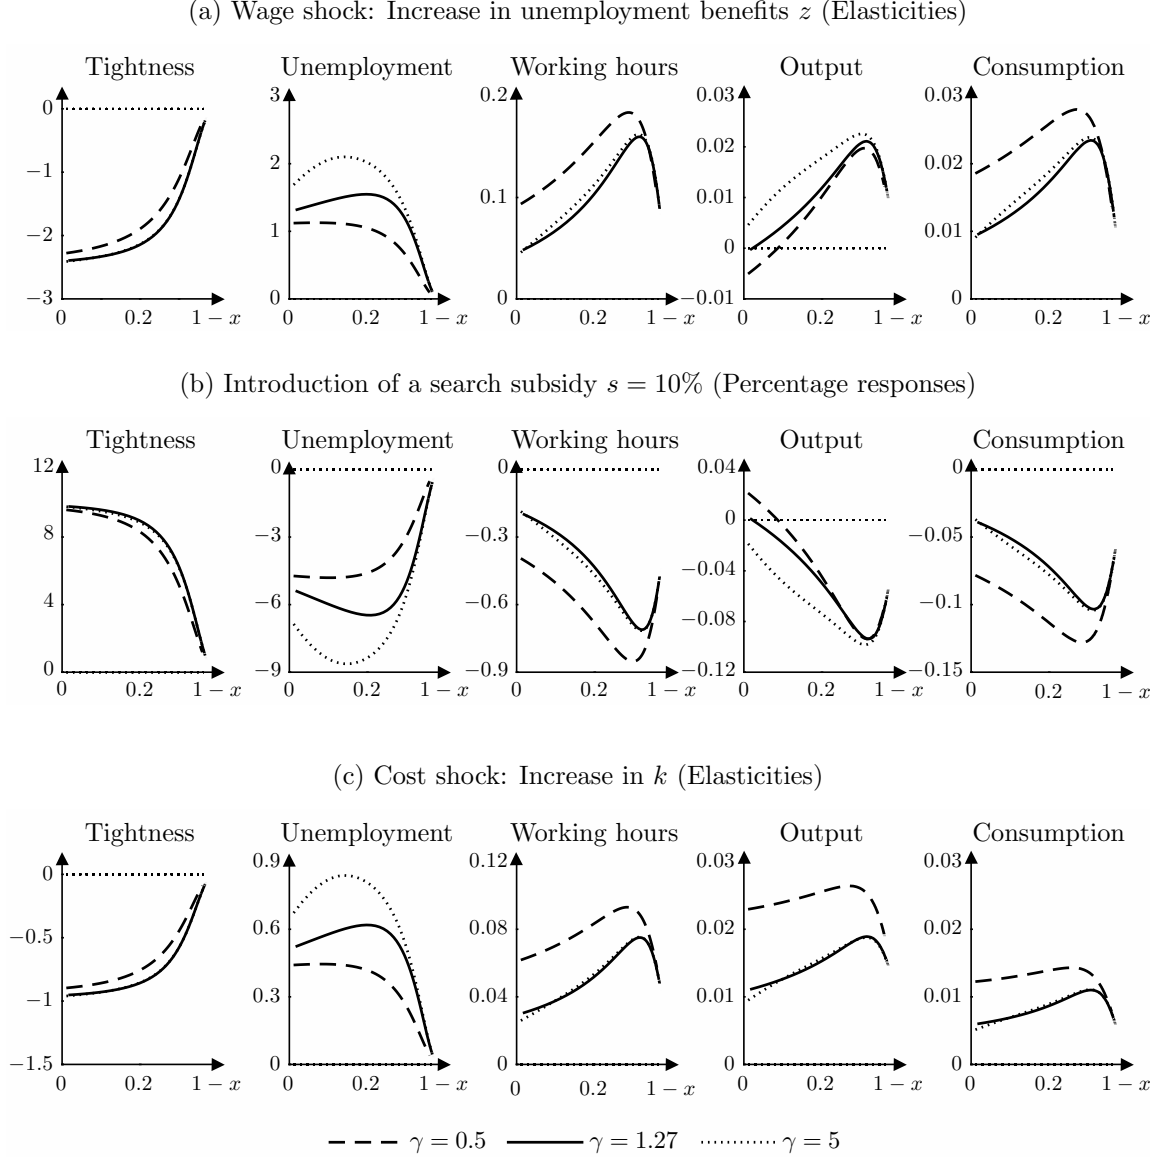 (a) Wage shock: Increase in unemployment benefits z (Elasticities)
Tightness Unemployment Working hours Output Consumption
0 3 0.2 0.03 0.03
−1 2 0.1 0.02 0.02
−2 1 0.01 0.01
0
−3 0 0 −0.01 0
0 0.2 1 − x 0 0.2 1 − x 0 0.2 1 − x 0 0.2 1 − x 0 0.2 1 − x
(b) Introduction of a search subsidy s = 10% (Percentage responses)
Tightness Unemployment Working hours Output Consumption
12 0 0 0.04 0
8 −3 −0.3 0 −0.05
−0.04
4 −6 −0.6 −0.08 −0.1
0 −9 −0.9 −0.12 −0.15
0 0.2 1 − x 0 0.2 1 − x 0 0.2 1 − x 0 0.2 1 − x 0 0.2 1 − x
(c) Cost shock: Increase in k (Elasticities)
Tightness Unemployment Working hours Output Consumption
0 0.9 0.12 0.03 0.03
−0.5 0.6 0.08 0.02 0.02
−1 0.3 0.04 0.01 0.01
−1.5 0 0 0 0
0 0.2 1 − x 0 0.2 1 − x 0 0.2 1 − x 0 0.2 1 − x 0 0.2 1 − x
γ = 0.5 γ = 1.27 γ = 5